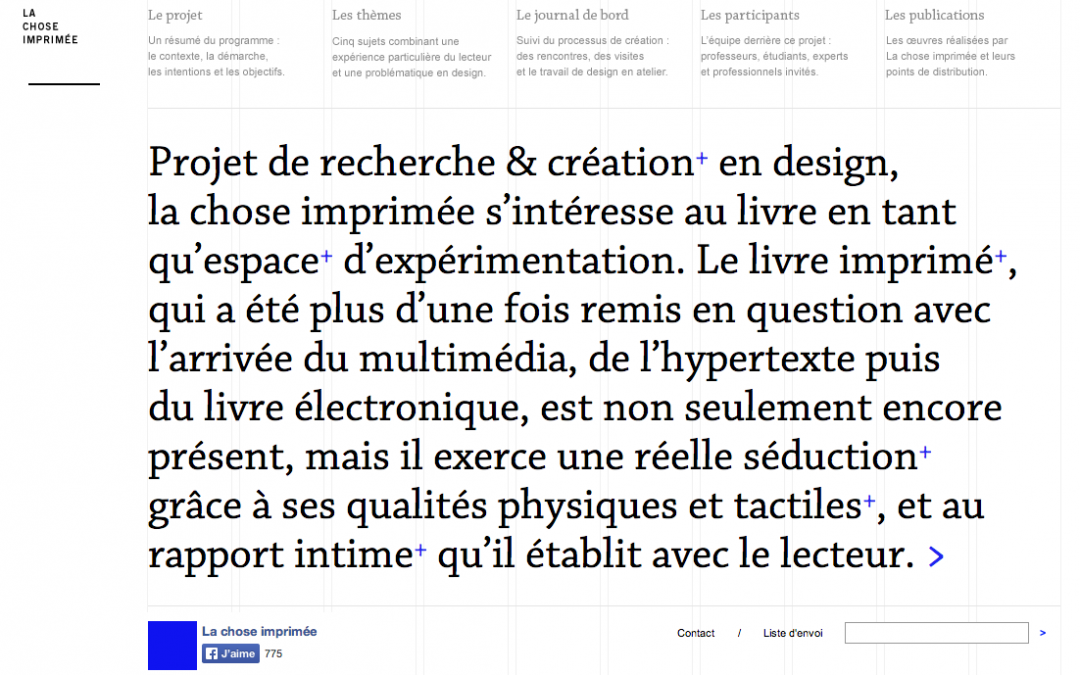 LA
CHOSE
IMPRIMÉE
Le projet
Un résumé du programme :
le contexte, la démarche,
les intentions et les objectifs.
Les thèmes
Cinq sujets combinant une
expérience particulière du lecteur
et une problématique en design.
Le journal de bord
Suivi du processus de création :
des rencontres, des visites
et le travail de design en atelier.
Les participants
L'équipe derrière ce projet :
professeurs, étudiants, experts
et professionnels invités.
Les publications
Les œuvres réalisées par
La chose imprimée et leurs
points de distribution.
Projet de recherche & création+ en design,
la chose imprimée s'intéresse au livre en tant
qu'espace+ d'expérimentation. Le livre imprimé+,
qui a été plus d'une fois remis en question avec
l'arrivée du multimédia, de l'hypertexte puis
du livre électronique, est non seulement encore
présent, mais il exerce une réelle séduction+
grâce à ses qualités physiques et tactiles+, et au
rapport intime+ qu'il établit avec le lecteur. >
La chose imprimée
J'aime 775
Contact / Liste d'envoi >